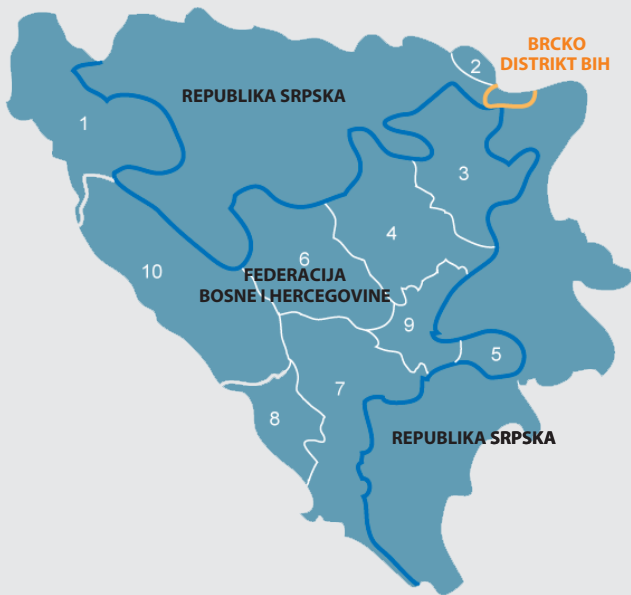 BRCKO
DISTRIKT BIH
2
REPUBLIKA SRPSKA
1
3
4
10
6
FEDERACIJA
BOSNE I HERCEGOVINE
9
5
7
8
REPUBLIKA SRPSKA